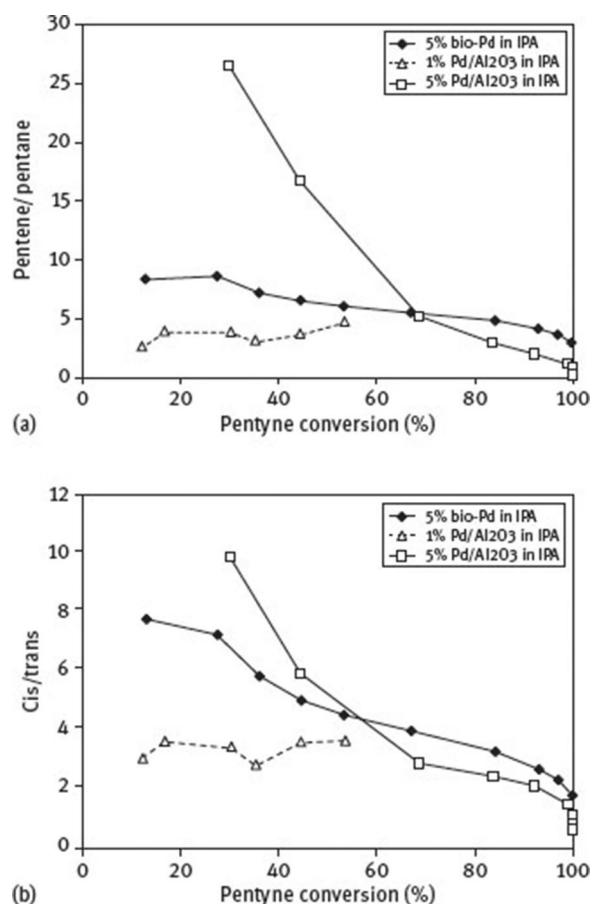 30
25
20
15
10
5
0
Pentene/pentane
5% bio-Pd in IPA
1% Pd/Al2O3 in IPA
5% Pd/Al2O3 in IPA
0 20 40 60 80 100
(a) Pentyne conversion (%)
12
10
8
6
4
2
0
Cis/trans
5% bio-Pd in IPA
1% Pd/Al2O3 in IPA
5% Pd/Al2O3 in IPA
0 20 40 60 80 100
(b) Pentyne conversion (%)